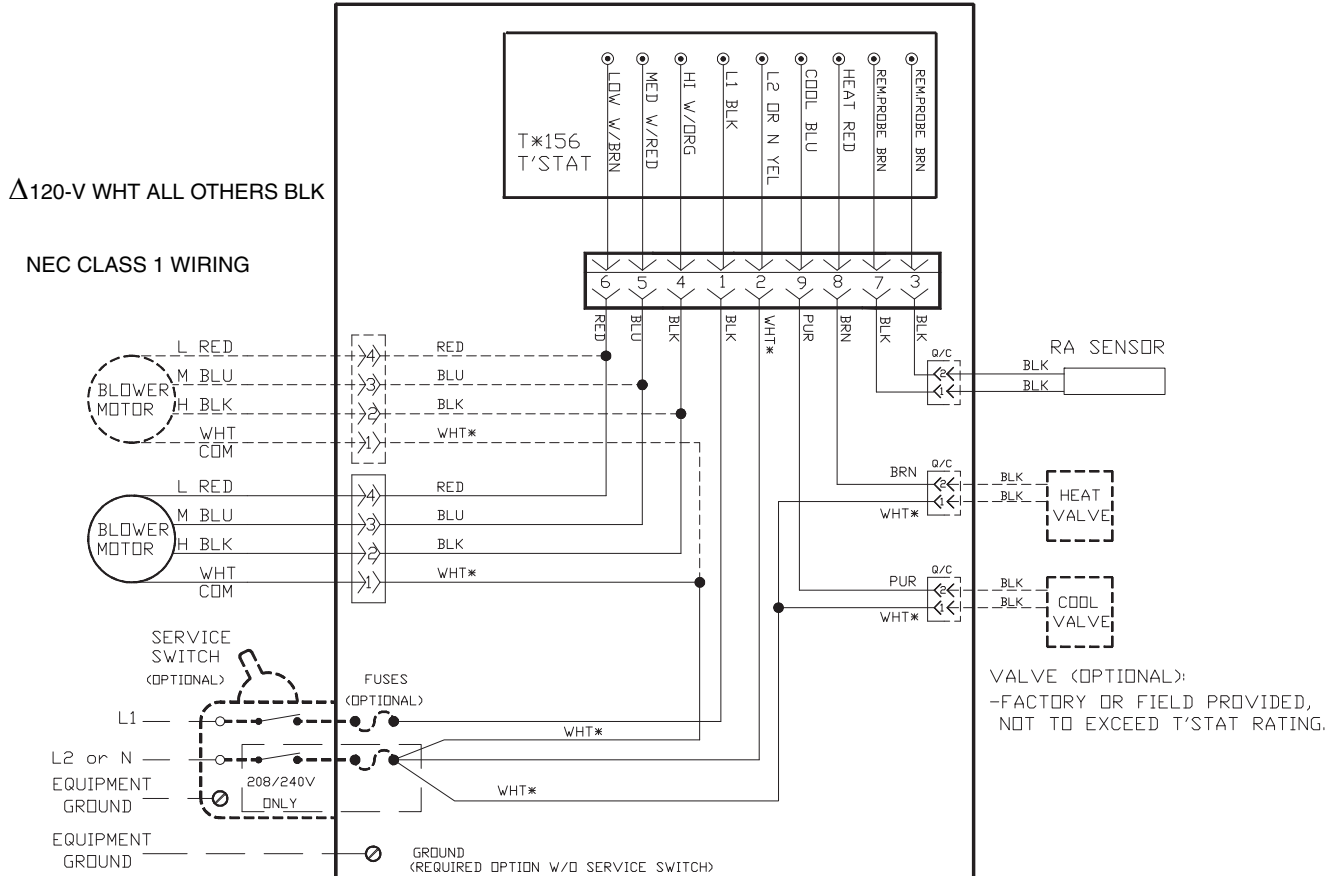 T*156
T'STAT
LOW W/BRN
MED W/RED
HI W/ORG
L1 BLK
L2 OR N YEL
COOL BLU
HEAT RED
REM.PROBE BRN
REM.PROBE BRN
Δ120-V WHT ALL OTHERS BLK
NEC CLASS 1 WIRING
6 5 4 1 2 9 8 7 3
RED
BLU
BLK
BLK
WHT*
PUR
BRN
BLK
BLK
BLOWER
MOTOR
L RED
M BLU
H BLK
WHT
COM
4
3
2
1
RED
BLU
BLK
WHT*
BLOWER
MOTOR
L RED
M BLU
H BLK
WHT
COM
4
3
2
1
RED
BLU
BLK
WHT*
Q/C
2
1
BLK
BLK
RA SENSOR
BRN
WHT*
Q/C
2
1
BLK
BLK
HEAT
VALVE
PUR
WHT*
Q/C
2
1
BLK
BLK
COOL
VALVE
VALVE (OPTIONAL):
-FACTORY OR FIELD PROVIDED,
NOT TO EXCEED T'STAT RATING.
SERVICE
SWITCH
(OPTIONAL)
FUSES
(OPTIONAL)
L1
L2 or N
EQUIPMENT
GROUND
208/240V
ONLY
WHT*
WHT*
EQUIPMENT
GROUND
GROUND
(REQUIRED OPTION W/O SERVICE SWITCH)